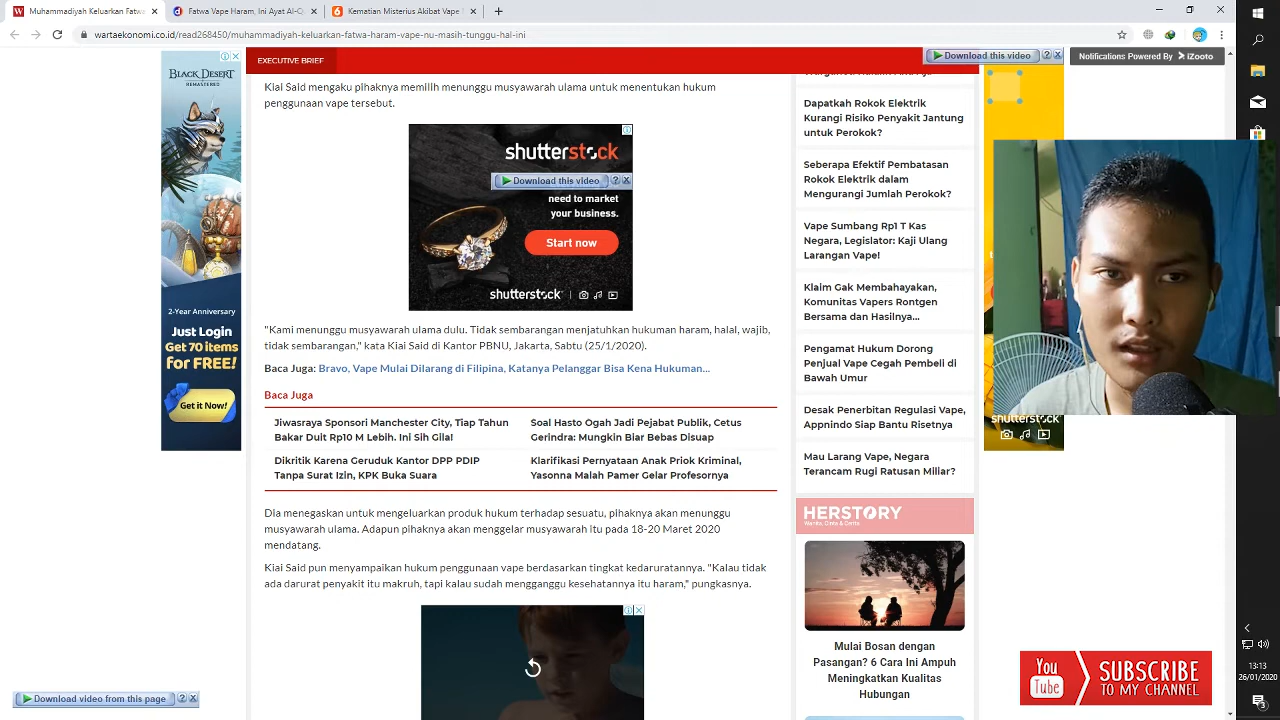 Muhammadiyah Keluarkan Fatwa
Fatwa Vape Haram, Ini Alasan Ci
Kematian Misterius Akibat Vape
wartaekonomi.co.id/read268450/muhammadiyah-keluarkan-fatwa-haram-vape-nu-masih-tunggu-hal-ini
EXECUTIVE BRIEF
Download this video
Notifications Powered By iZooto
Kiai Said mengaku pihaknya memilih menunggu musyawarah ulama untuk menentukan hukum
penggunaan vape tersebut.
shutterstock
Download this video
need to market
your business.
Start now
shutterstock
"Kami menunggu musyawarah ulama dulu. Tidak sembarangan menjatuhkan hukuman haram, halal, wajib,
tidak sembarangan," kata Kiai Said di Kantor PBNU, Jakarta, Sabtu (25/1/2020).
Baca Juga: Bravo, Vape Mulai Dilarang di Filipina, Katanya Pelanggar Bisa Kena Hukuman...
Baca Juga
Jiwasraya Sponsori Manchester City, Tiap Tahun
Bakar Duit Rp10 M Lebih. Ini Sih Gila!
Soal Hasto Ogah Jadi Pejabat Publik, Cetus
Gerindra: Mungkin Biar Bebas Disuap
Dikritik Karena Geruduk Kantor DPP PDIP
Tanpa Surat Izin, KPK Buka Suara
Klarifikasi Pernyataan Anak Priok Kriminal,
Yasonna Malah Pamer Gelar Profesornya
Dia menegaskan untuk mengeluarkan produk hukum terhadap sesuatu, pihaknya akan menunggu
musyawarah ulama. Adapun pihaknya akan menggelar musyawarah itu pada 18-20 Maret 2020
mendatang.
Kiai Said pun menyampaikan hukum penggunaan vape berdasarkan tingkat kedaruratannya. "Kalau tidak
ada darurat penyakit itu makruh, tapi kalau sudah mengganggu kesehatannya itu haram," pungkasnya.
BLACK DESERT
REMASTERED
2-Year Anniversary
Just Login
Get 70 items
for FREE!
Get it Now!
Download video from this page
Dapatkah Rokok Elektrik
Kurangi Risiko Penyakit Jantung
untuk Perokok?
Seberapa Efektif Pembatasan
Rokok Elektrik dalam
Mengurangi Jumlah Perokok?
Vape Sumbang Rp1 T Kas
Negara, Legislator: Kaji Ulang
Larangan Vape!
Klaim Gak Membahayakan,
Komunitas Vapers Rontgen
Bersama dan Hasilnya...
Pengamat Hukum Dorong
Penjual Vape Cegah Pembeli di
Bawah Umur
Desak Penerbitan Regulasi Vape,
Appnindo Siap Bantu Risetnya
Mau Larang Vape, Negara
Terancam Rugi Ratusan Miliar?
HERSTORY
Wanita, Cinta & Cerita
Mulai Bosan dengan
Pasangan? 6 Cara Ini Ampuh
Meningkatkan Kualitas
Hubungan
shutterstock
You
Tube
SUBSCRIBE
TO MY CHANNEL
13:13
26/01/2020